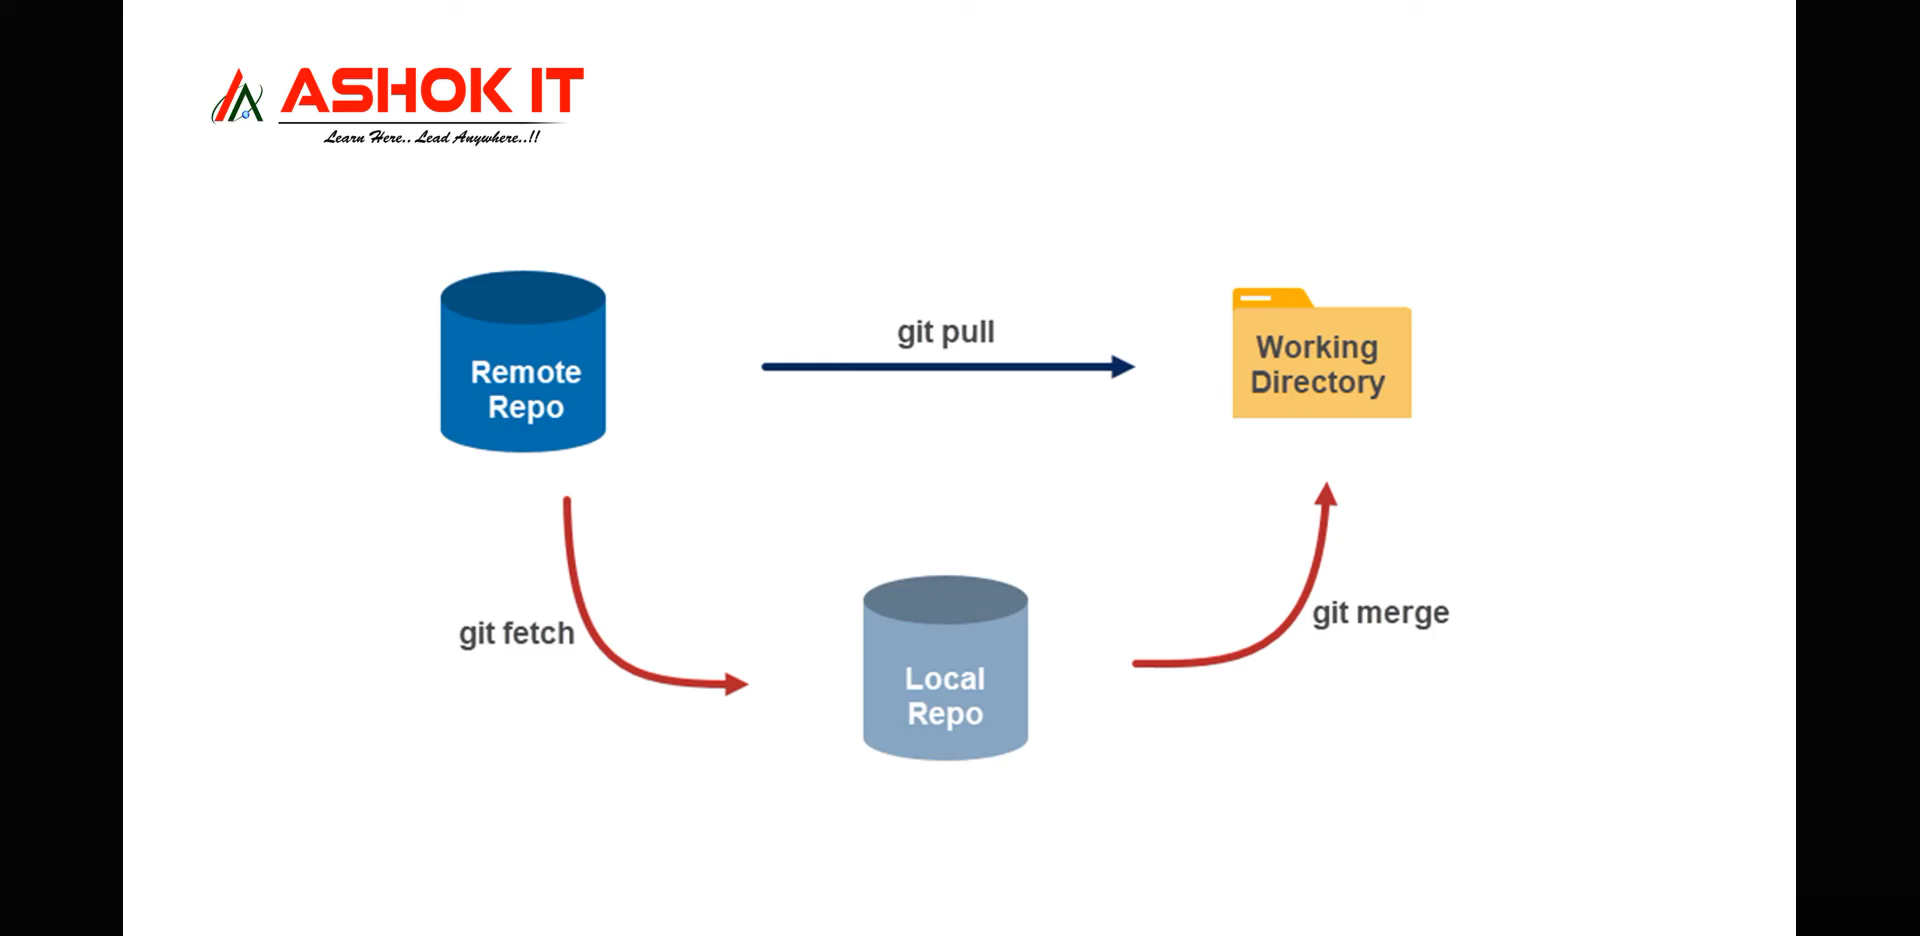 ASHOK IT
Learn Here.. Lead Anywhere..!!
git pull
Remote
Repo
Working
Directory
git fetch
git merge
Local
Repo